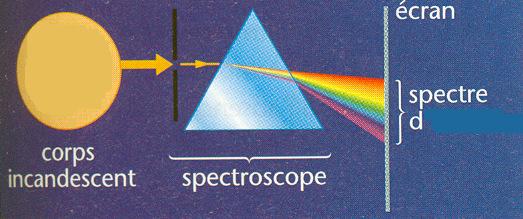 écran
spectre
d
corps
incandescent
spectroscope